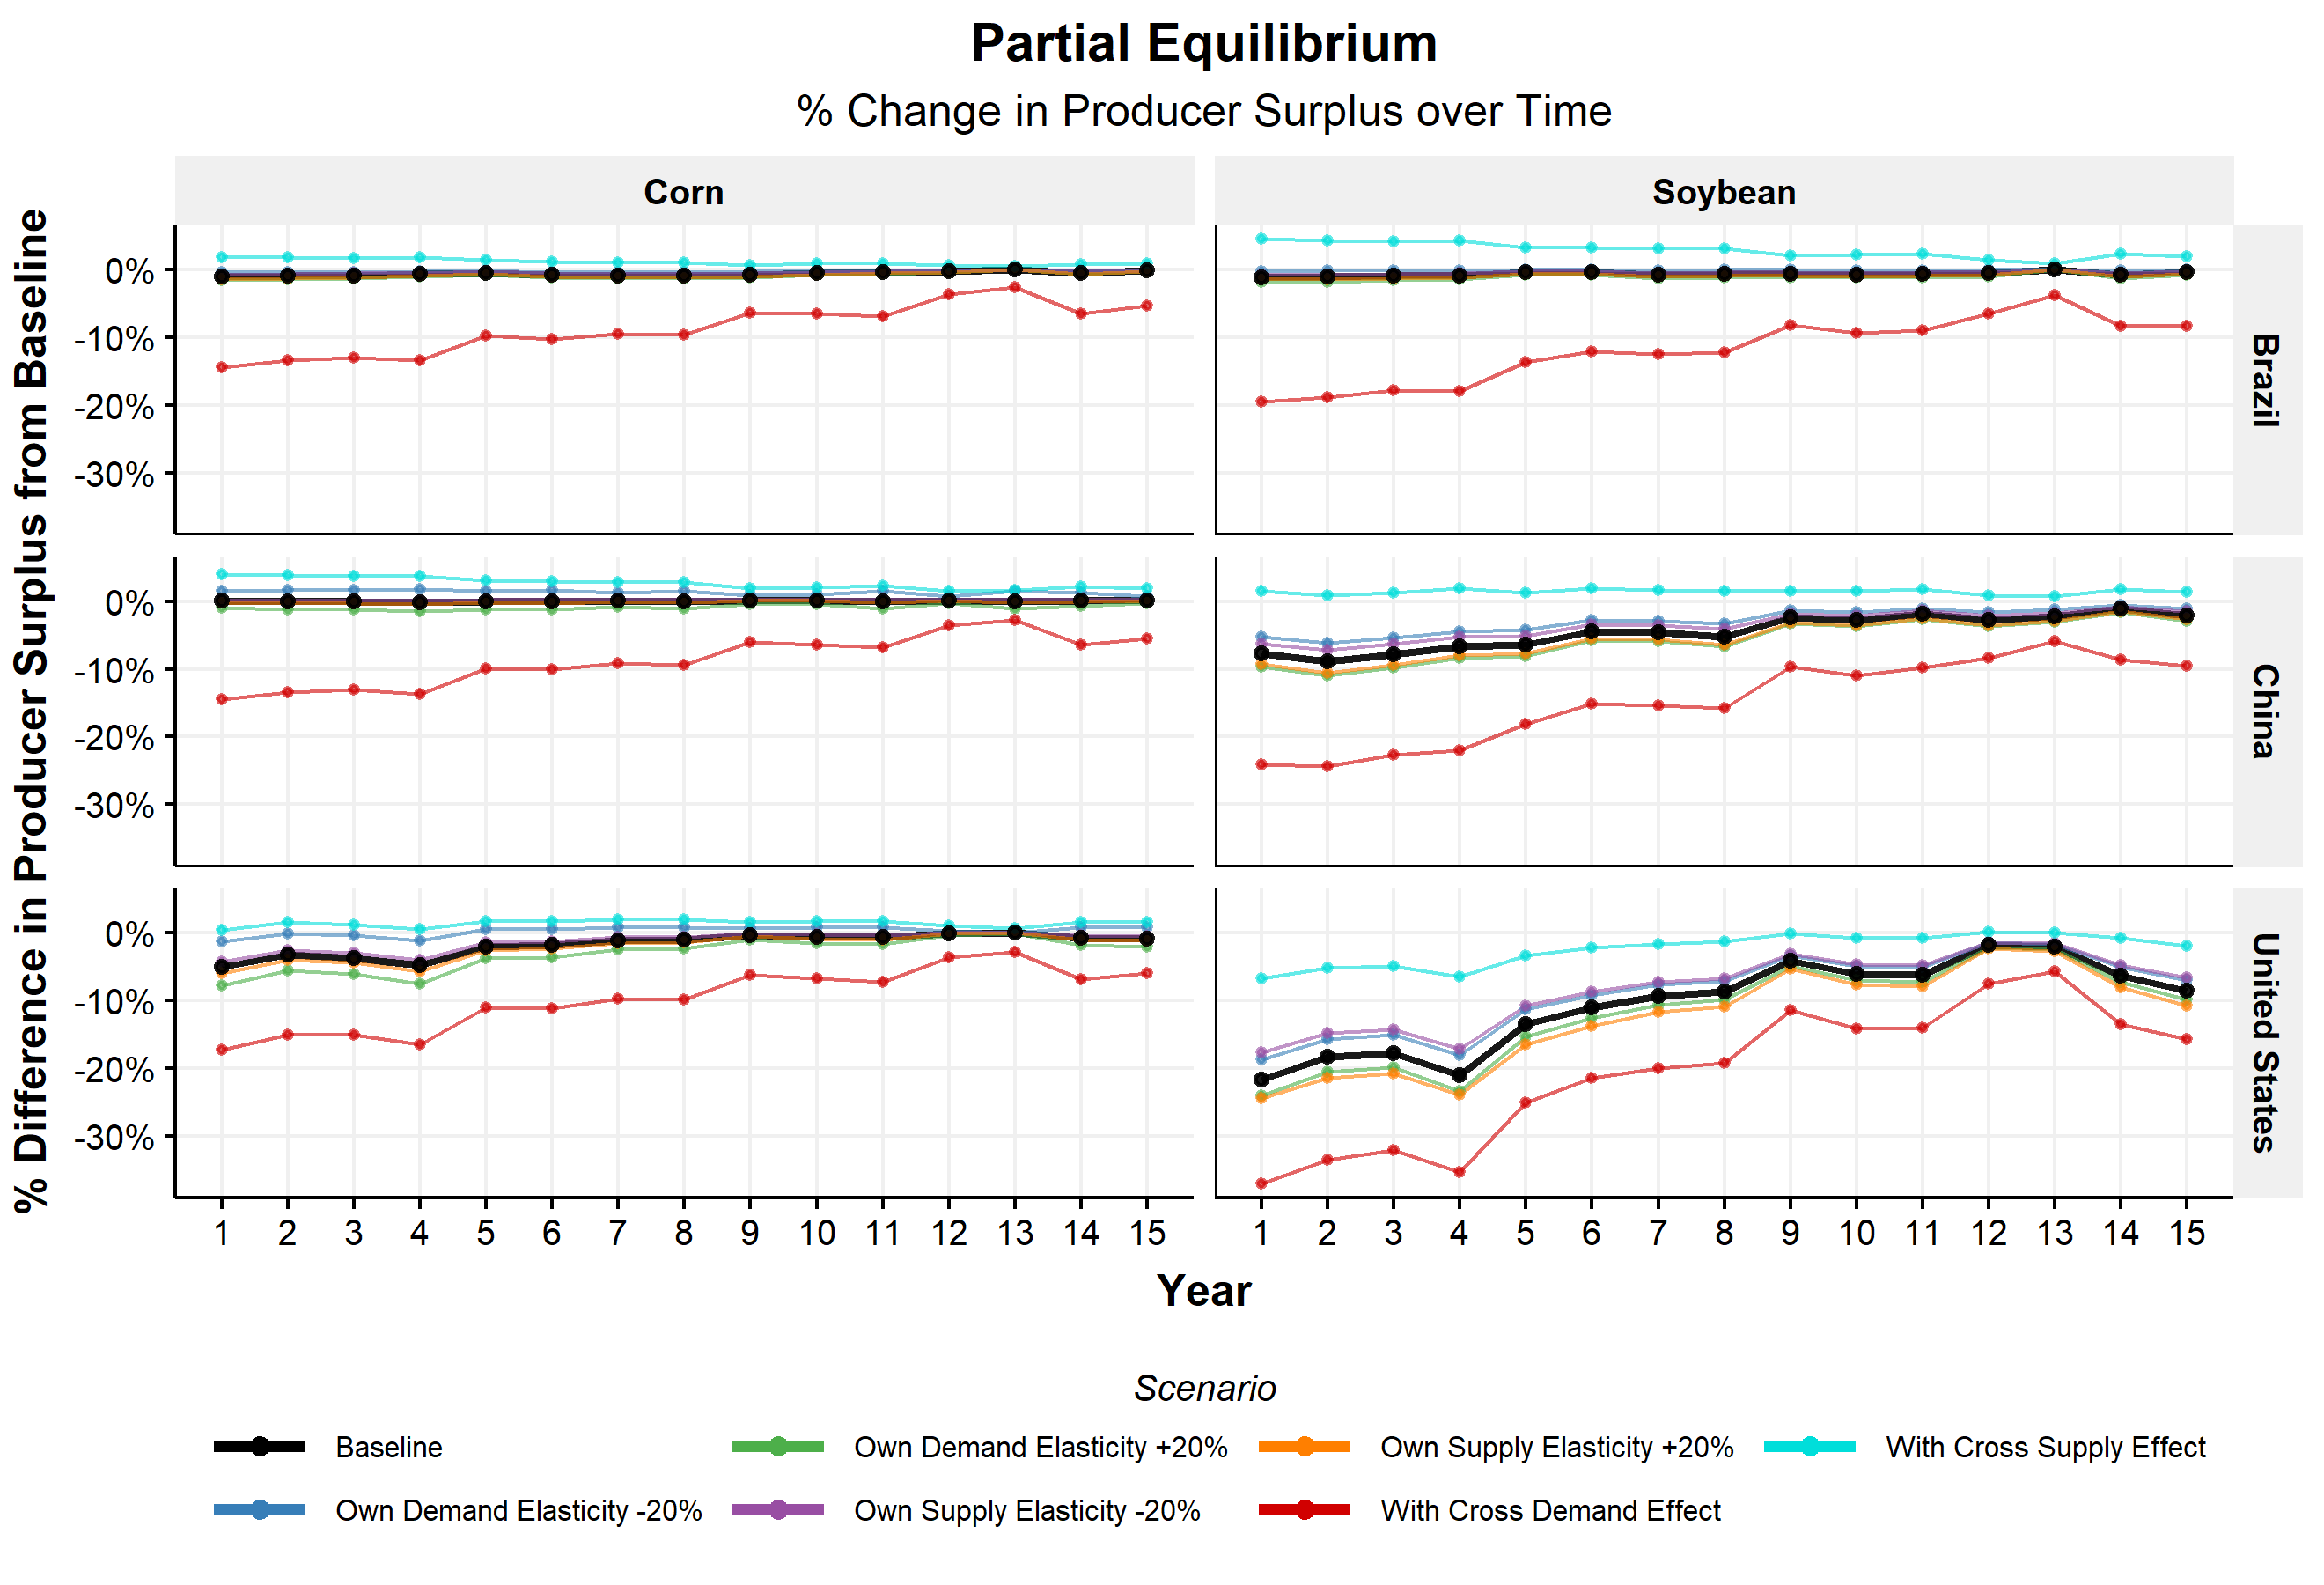 Partial Equilibrium
% Change in Producer Surplus over Time
Corn
Soybean
% Difference in Producer Surplus from Baseline
0%
-10%
-20%
-30%
Brazil
0%
-10%
-20%
-30%
China
0%
-10%
-20%
-30%
United States
1 2 3 4 5 6 7 8 9 10 11 12 13 14 15
1 2 3 4 5 6 7 8 9 10 11 12 13 14 15
Year
Scenario
Baseline
Own Demand Elasticity +20%
Own Supply Elasticity +20%
With Cross Supply Effect
Own Demand Elasticity -20%
Own Supply Elasticity -20%
With Cross Demand Effect